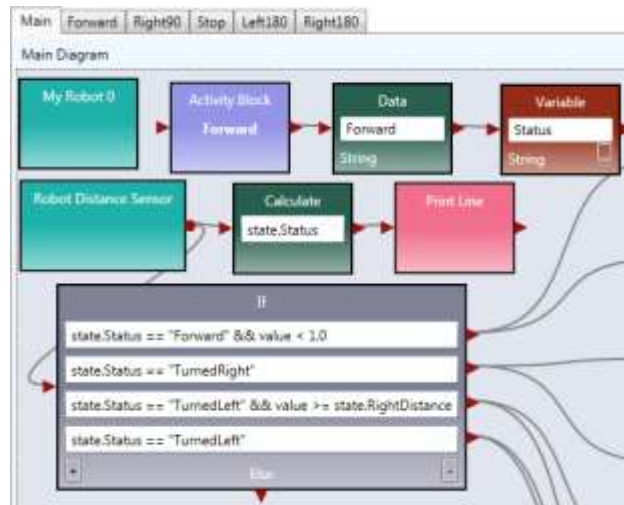 Main Forward Right90 Stop Left180 Right180
Main Diagram
My Robot 0
Activity Block
Forward
Data
Forward
String
Variable
Status
String
Robot Distance Sensor
Calculate
state.Status
Print Line
If
state.Status == "Forward" && value < 1.0
state.Status == "TurnedRight"
state.Status == "TurnedLeft" && value >= state.RightDistance
state.Status == "TurnedLeft"
+ Else -